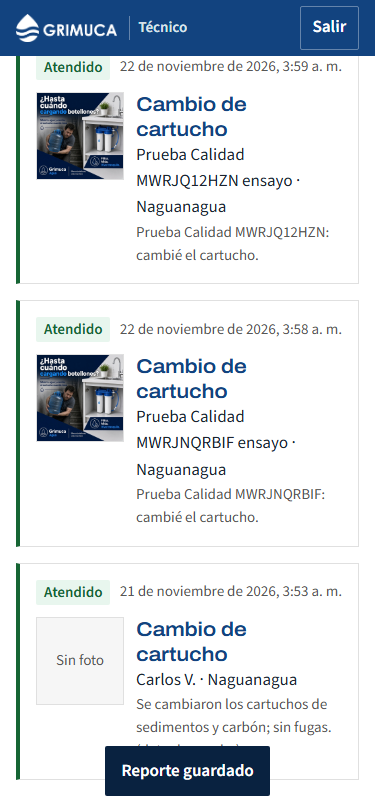 GRIMUCA
Técnico
Salir
Atendido
22 de noviembre de 2026, 3:59 a. m.
¿Hasta
cuándo
cargando botellones?
Grimuca
Cambio de
cartucho
Prueba Calidad
MWRJQ12HZN ensayo ·
Naguanagua
Prueba Calidad MWRJQ12HZN:
cambié el cartucho.
Atendido
22 de noviembre de 2026, 3:58 a. m.
¿Hasta
cuándo
cargando botellones?
Grimuca
Cambio de
cartucho
Prueba Calidad
MWRJNQRBIF ensayo ·
Naguanagua
Prueba Calidad MWRJNQRBIF:
cambié el cartucho.
Atendido
21 de noviembre de 2026, 3:53 a. m.
Sin foto
Cambio de
cartucho
Carlos V. · Naguanagua
Se cambiaron los cartuchos de
sedimentos y carbón; sin fugas.
Reporte guardado